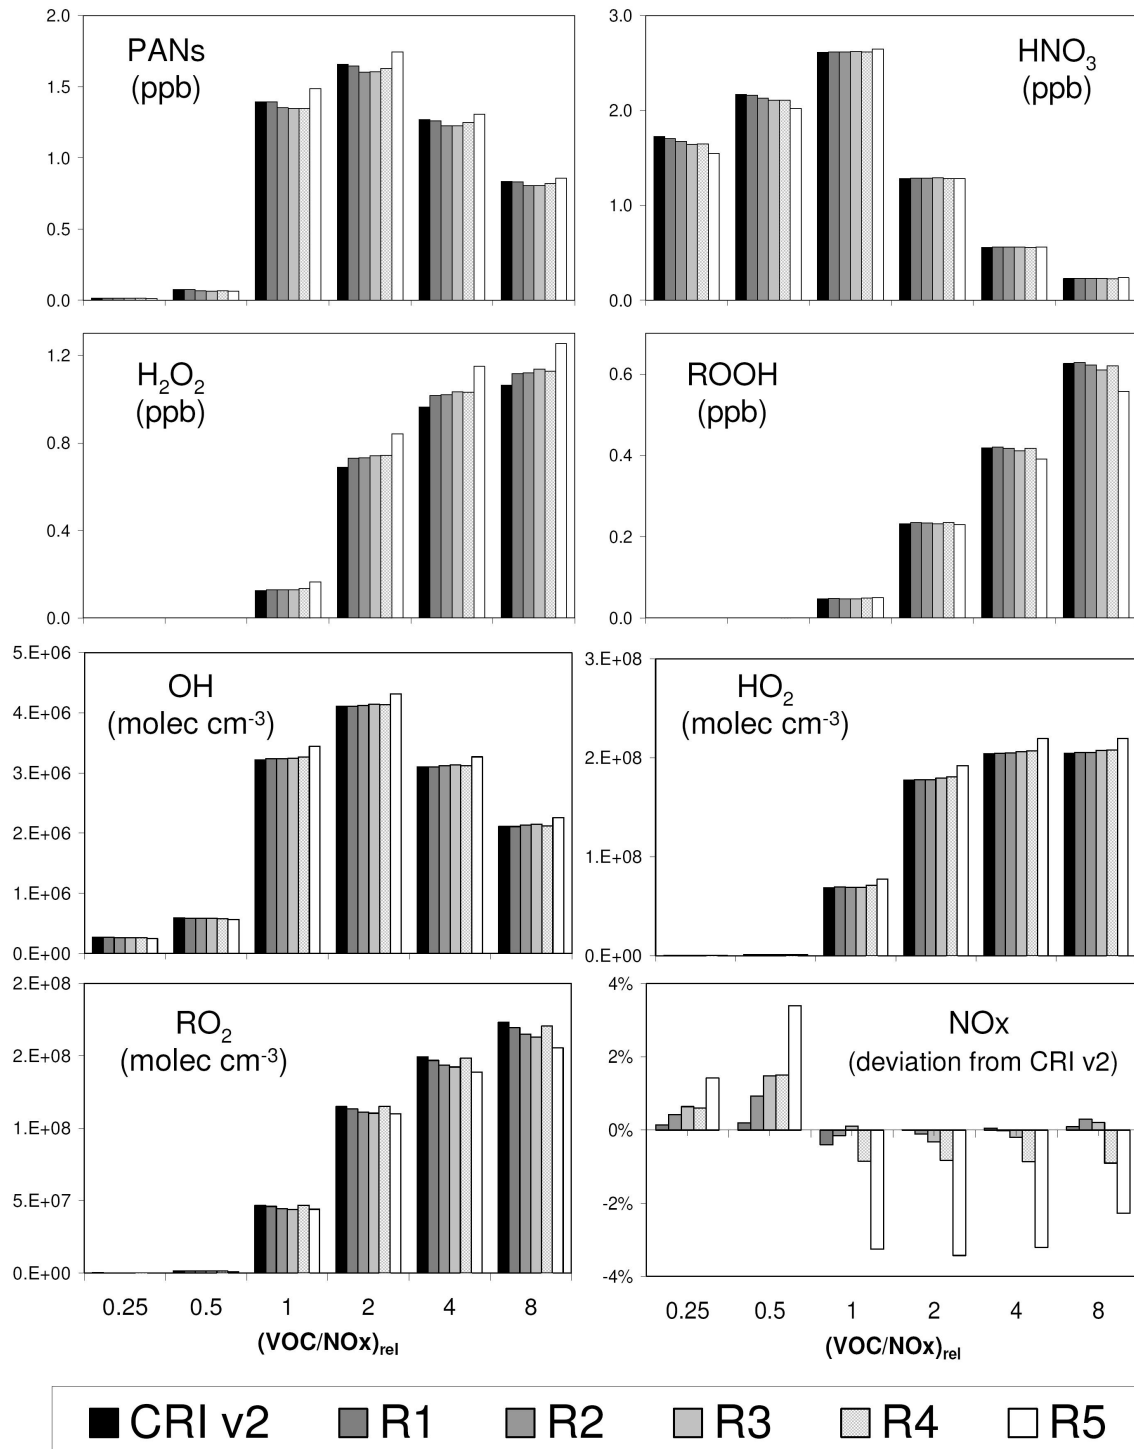 PANs
(ppb)
2.0
1.5
1.0
0.5
0.0
HNO3
(ppb)
3.0
2.0
1.0
0.0
H2O2
(ppb)
1.2
0.8
0.4
0.0
ROOH
(ppb)
0.6
0.4
0.2
0.0
OH
(molec cm-3)
5.E+06
4.E+06
3.E+06
2.E+06
1.E+06
0.E+00
HO2
(molec cm-3)
3.E+08
2.E+08
1.E+08
0.E+00
RO2
(molec cm-3)
2.E+08
2.E+08
1.E+08
5.E+07
0.E+00
0.25 0.5 1 2 4 8
(VOC/NOx)rel
NOx
(deviation from CRI v2)
4%
2%
0%
-2%
-4%
0.25 0.5 1 2 4 8
(VOC/NOx)rel
CRI v2 R1 R2 R3 R4 R5